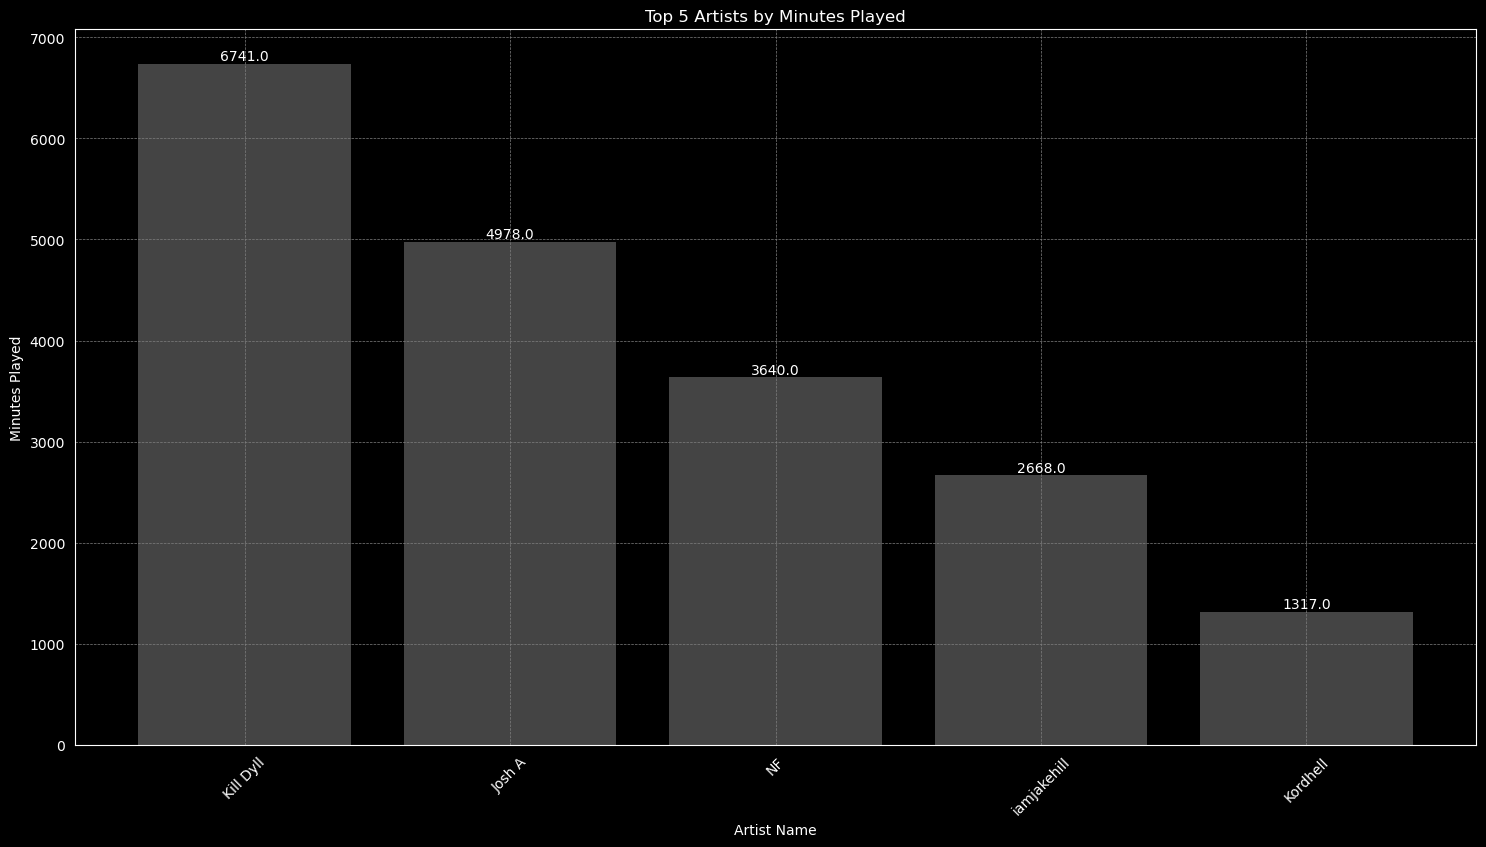 Top 5 Artists by Minutes Played
7000
6000
5000
4000
3000
2000
1000
0
Minutes Played
6741.0
4978.0
3640.0
2668.0
1317.0
Kill Dyll
Josh A
NF
iamjakehill
Kordhell
Artist Name